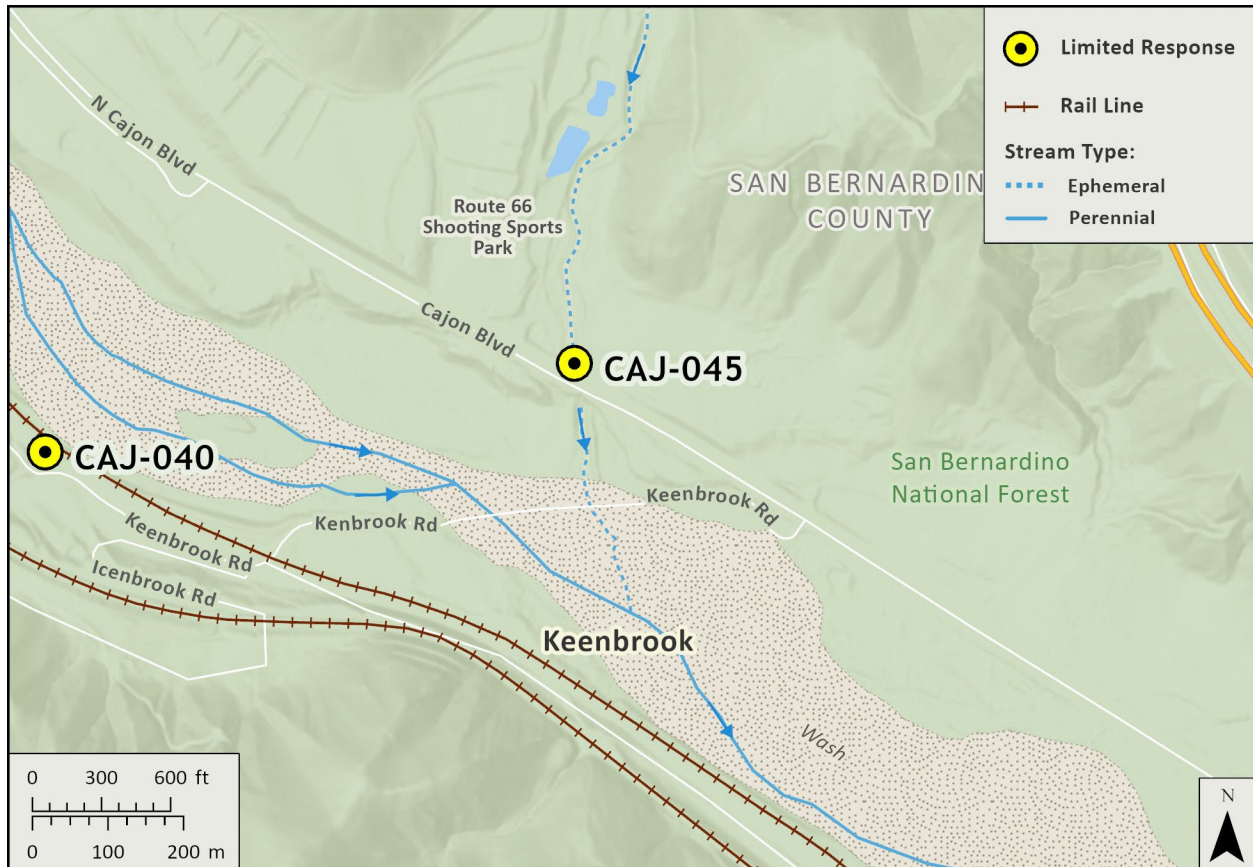 Limited Response
Rail Line
Stream Type:
Ephemeral
Perennial
N Cajon Blvd
SAN BERNARDIN
COUNTY
Route 66
Shooting Sports
Park
Cajon Blvd
CAJ-045
CAJ-040
San Bernardino
National Forest
Keenbrook Rd
Kenbrook Rd
Keenbrook Rd
Icenbrook Rd
Keenbrook
Wash
0 300 600 ft
0 100 200 m
N